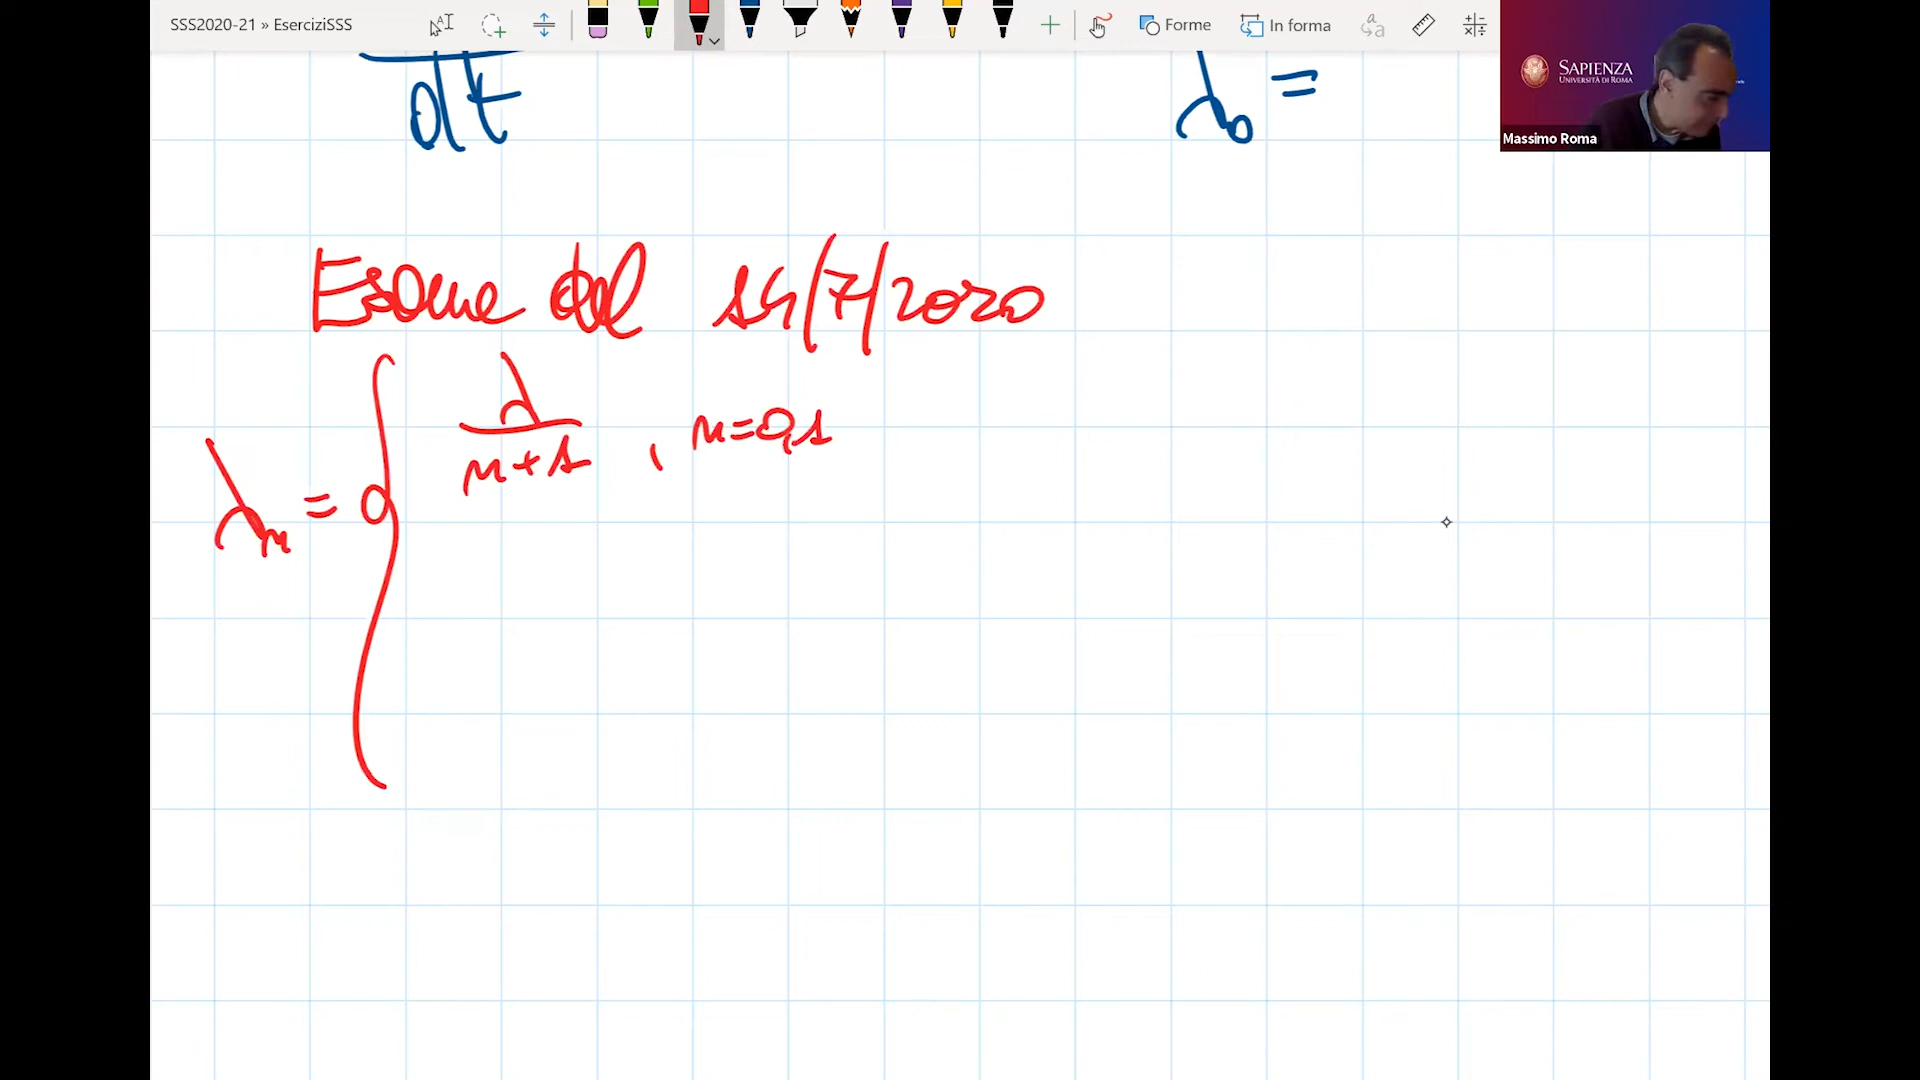 SSS2020-21 » EserciziSSS
Forme
In forma
SAPIENZA
UNIVERSITÀ DI ROMA
Massimo Roma
dt
λ₀ =
Esame del 14/7/2020
λₙ = { λ/(n+1) , n=0,1